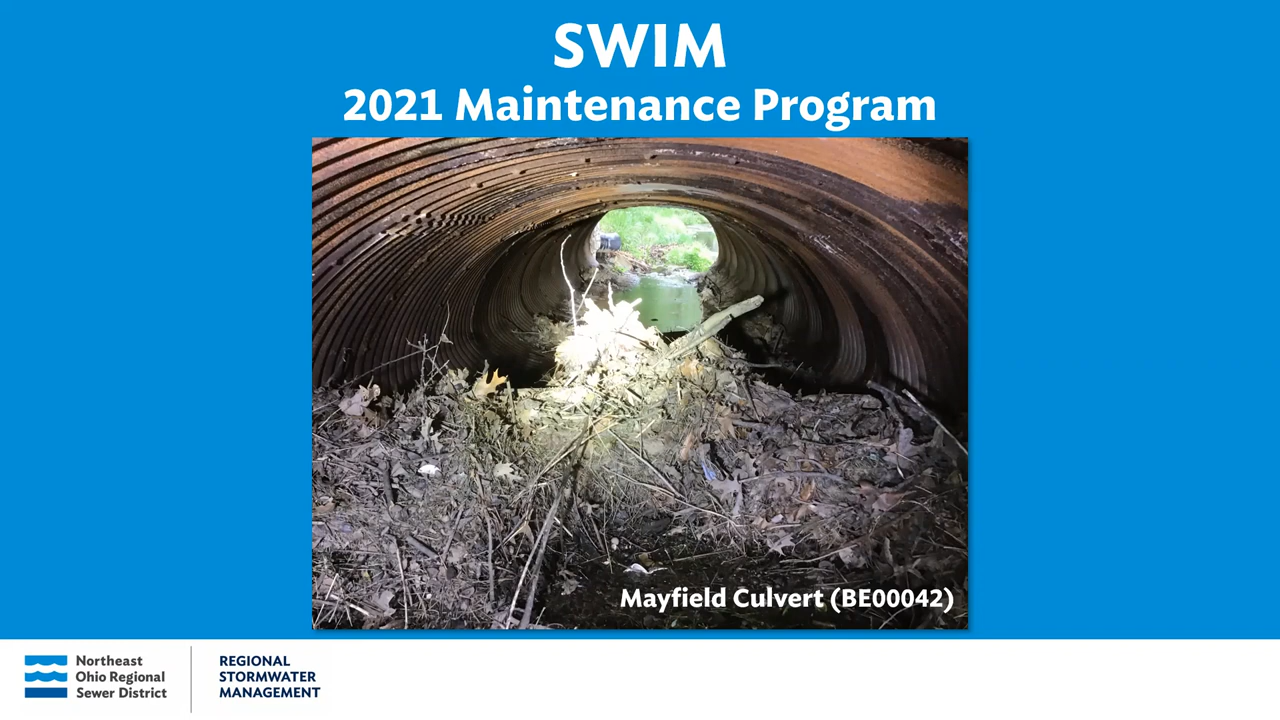 SWIM
2021 Maintenance Program
Mayfield Culvert (BE00042)
Northeast
Ohio Regional
Sewer District
REGIONAL
STORMWATER
MANAGEMENT